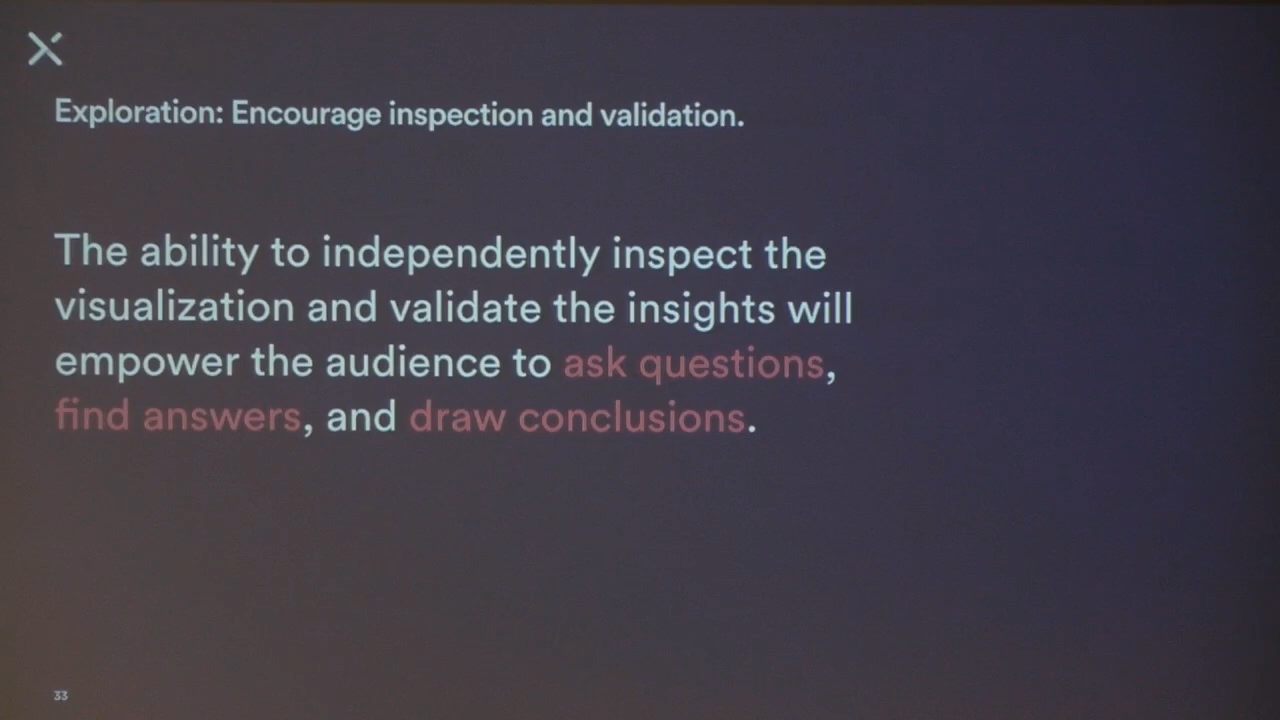 Exploration: Encourage inspection and validation.
The ability to independently inspect the
visualization and validate the insights will
empower the audience to ask questions,
find answers, and draw conclusions.
33